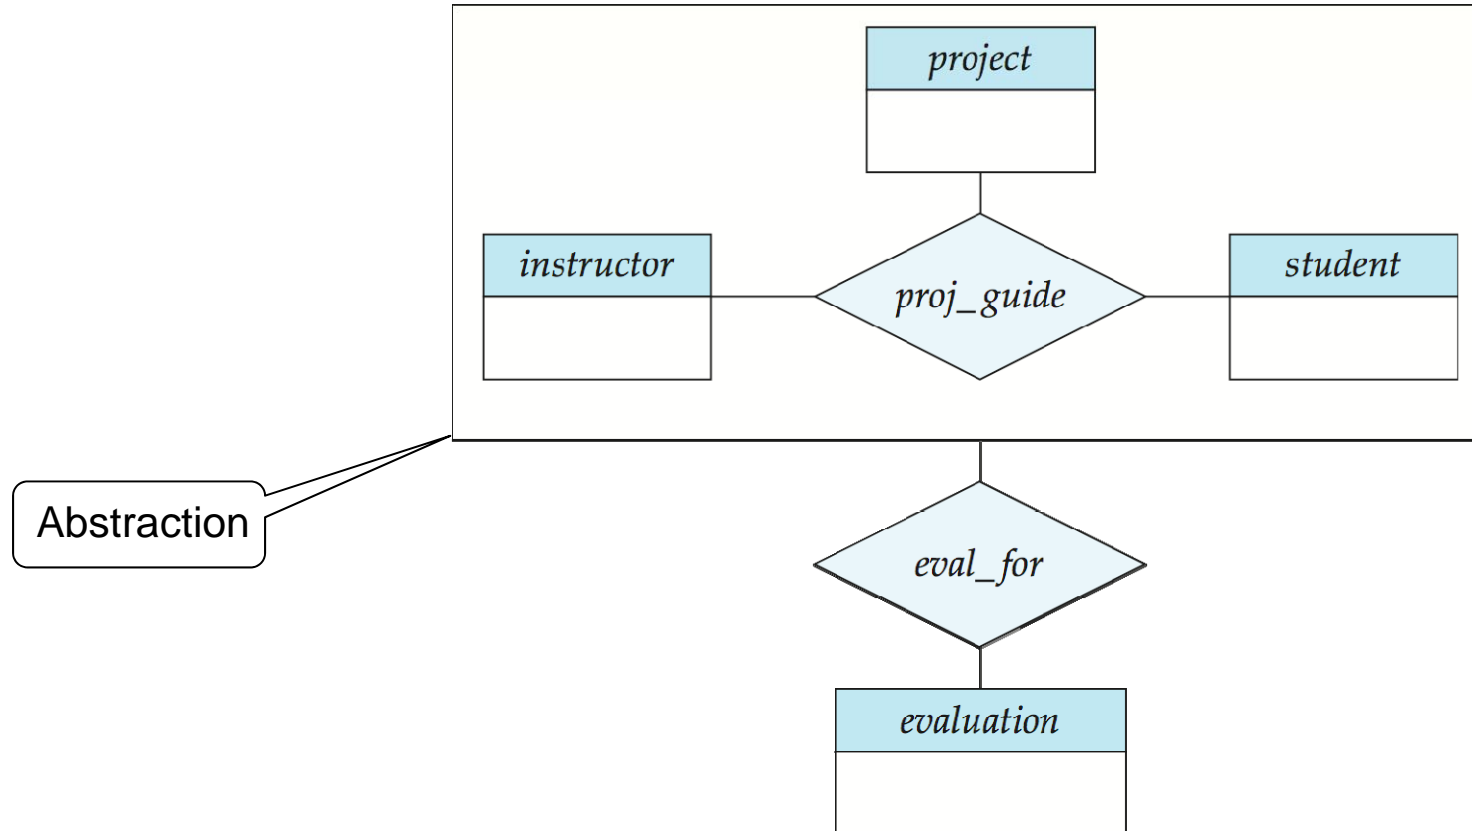 project
instructor
proj_guide
student
Abstraction
eval_for
evaluation